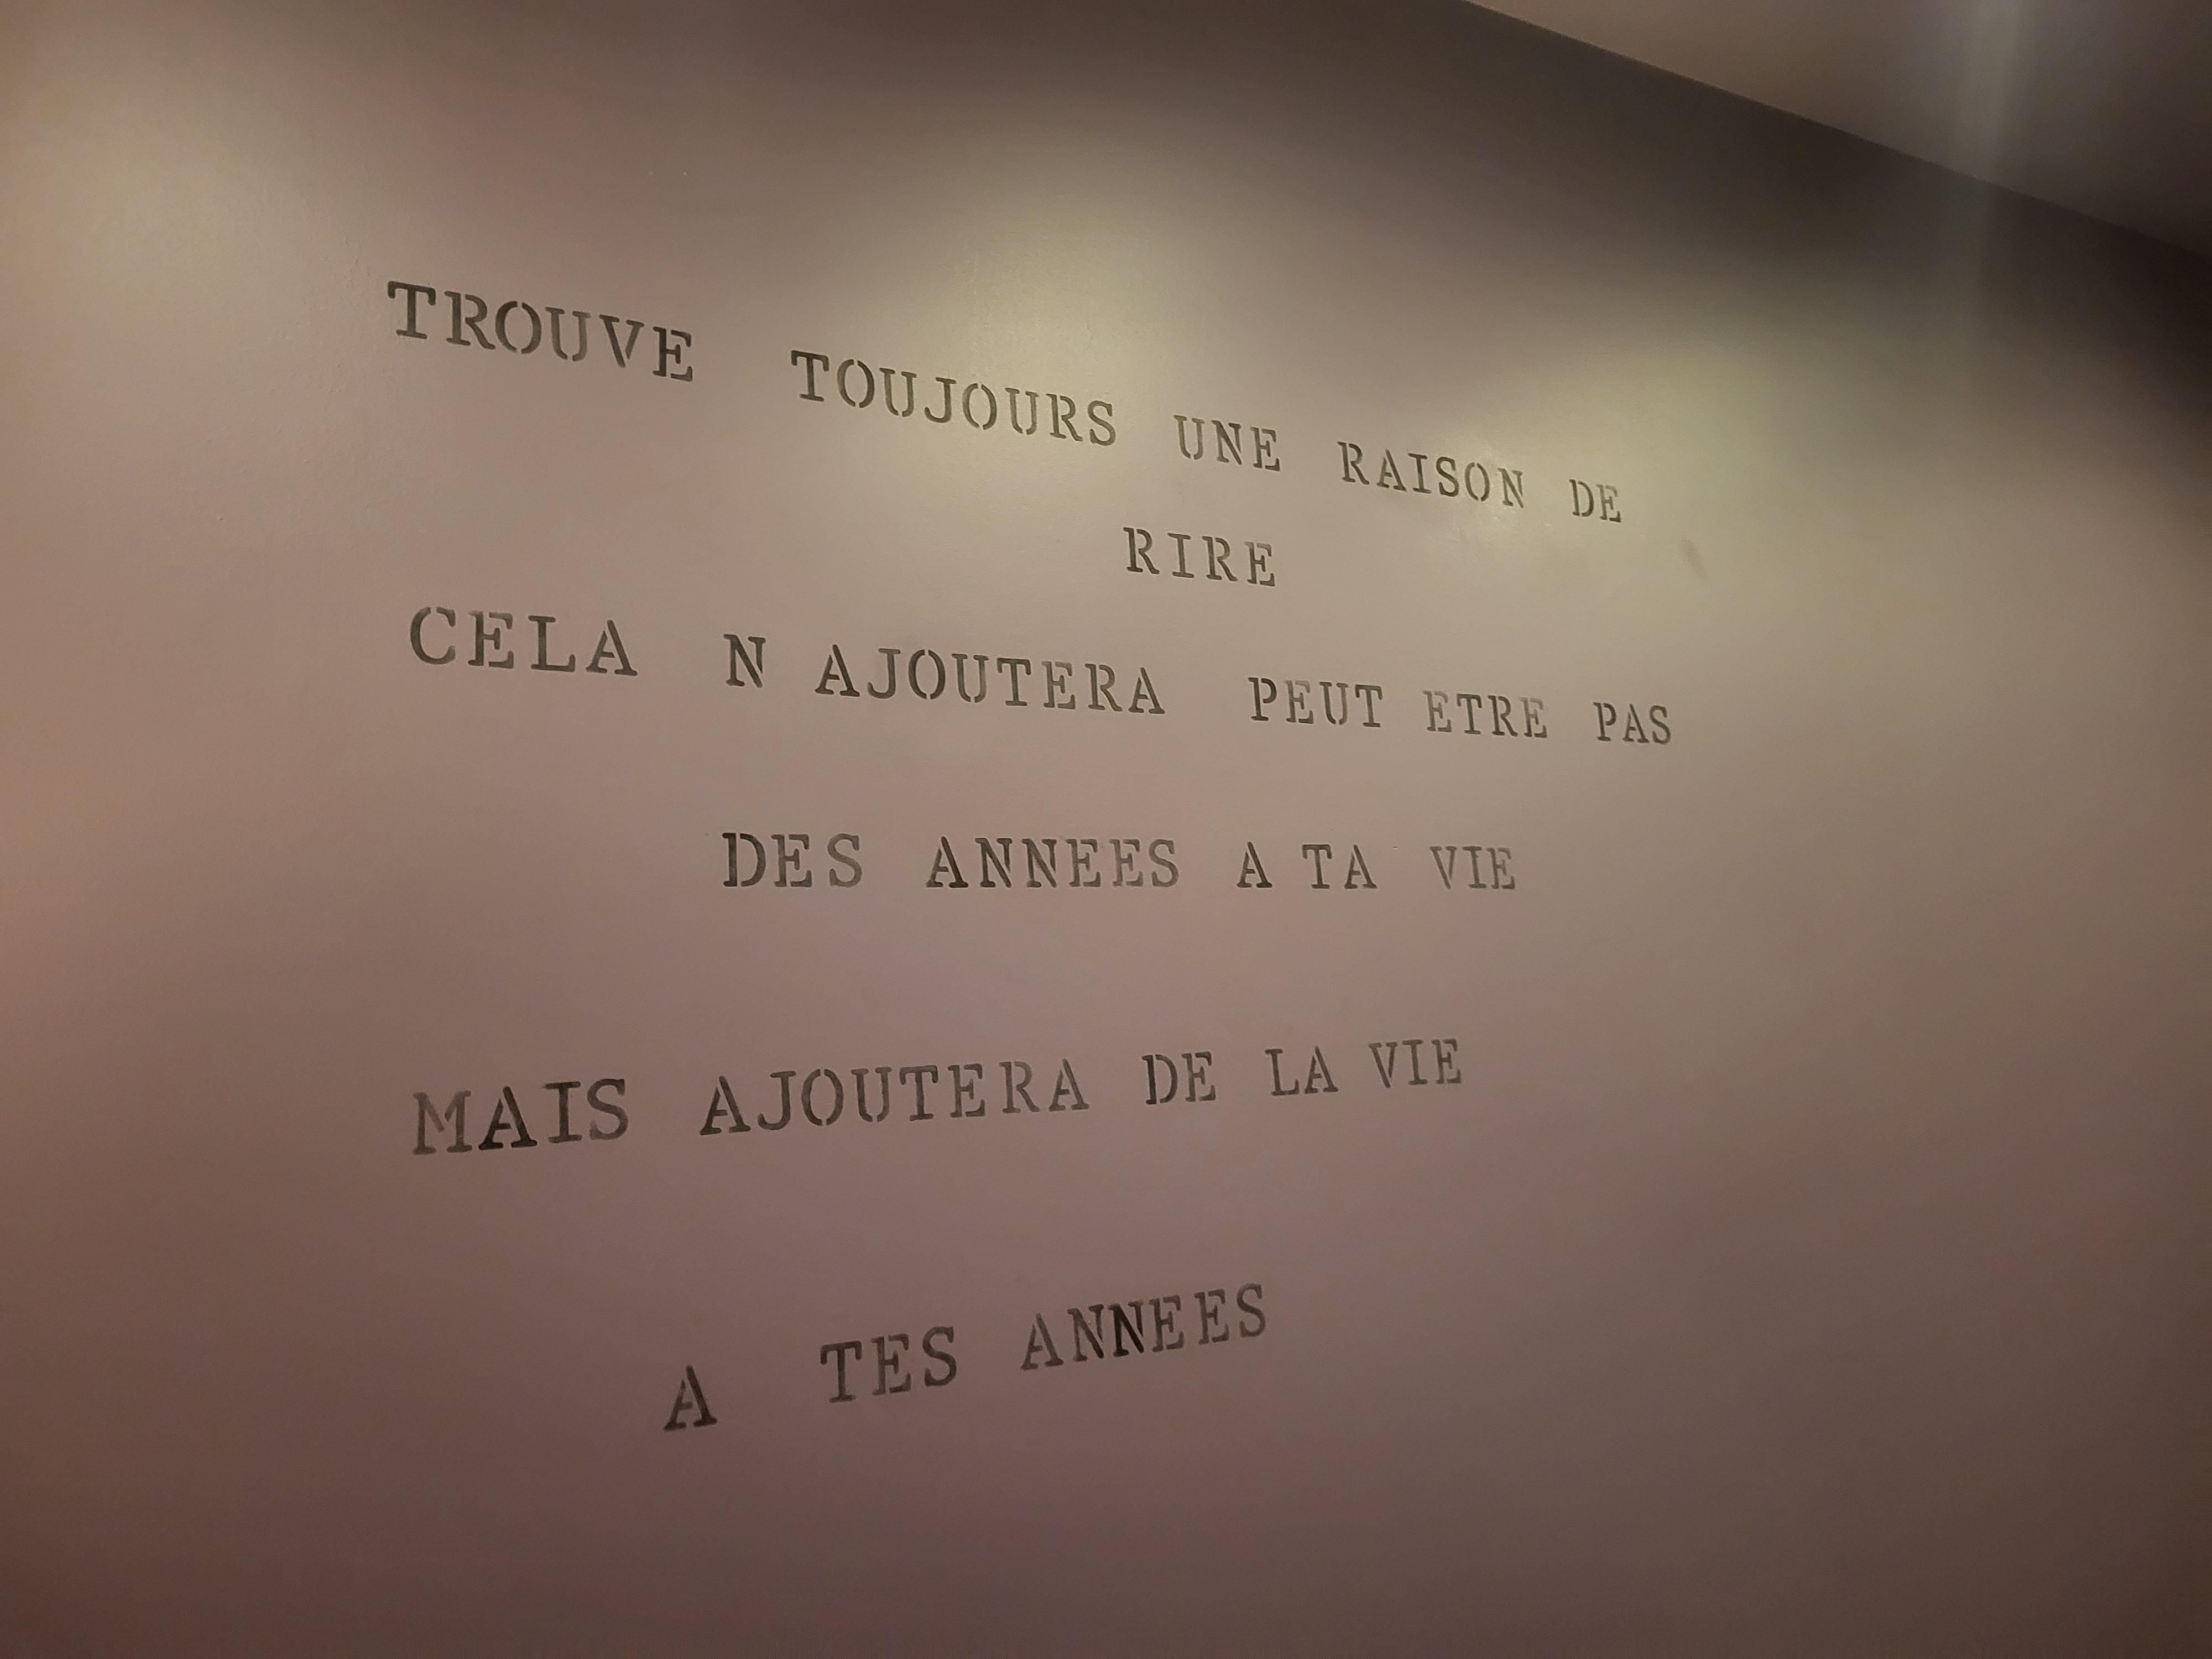 TROUVE TOUJOURS UNE RAISON DE
RIRE
CELA N AJOUTERA PEUT ETRE PAS
DES ANNEES A TA VIE
MAIS AJOUTERA DE LA VIE
A TES ANNEES